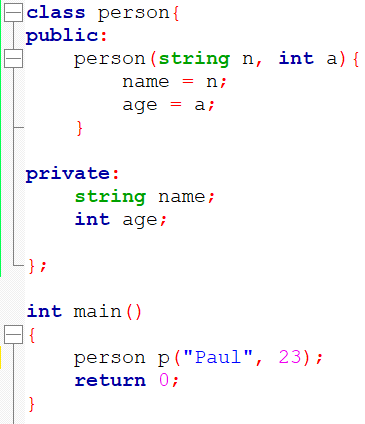 class person{
public:
    person(string n, int a){
        name = n;
        age = a;
    }

private:
    string name;
    int age;

};

int main()
{
    person p("Paul", 23);
    return 0;
}